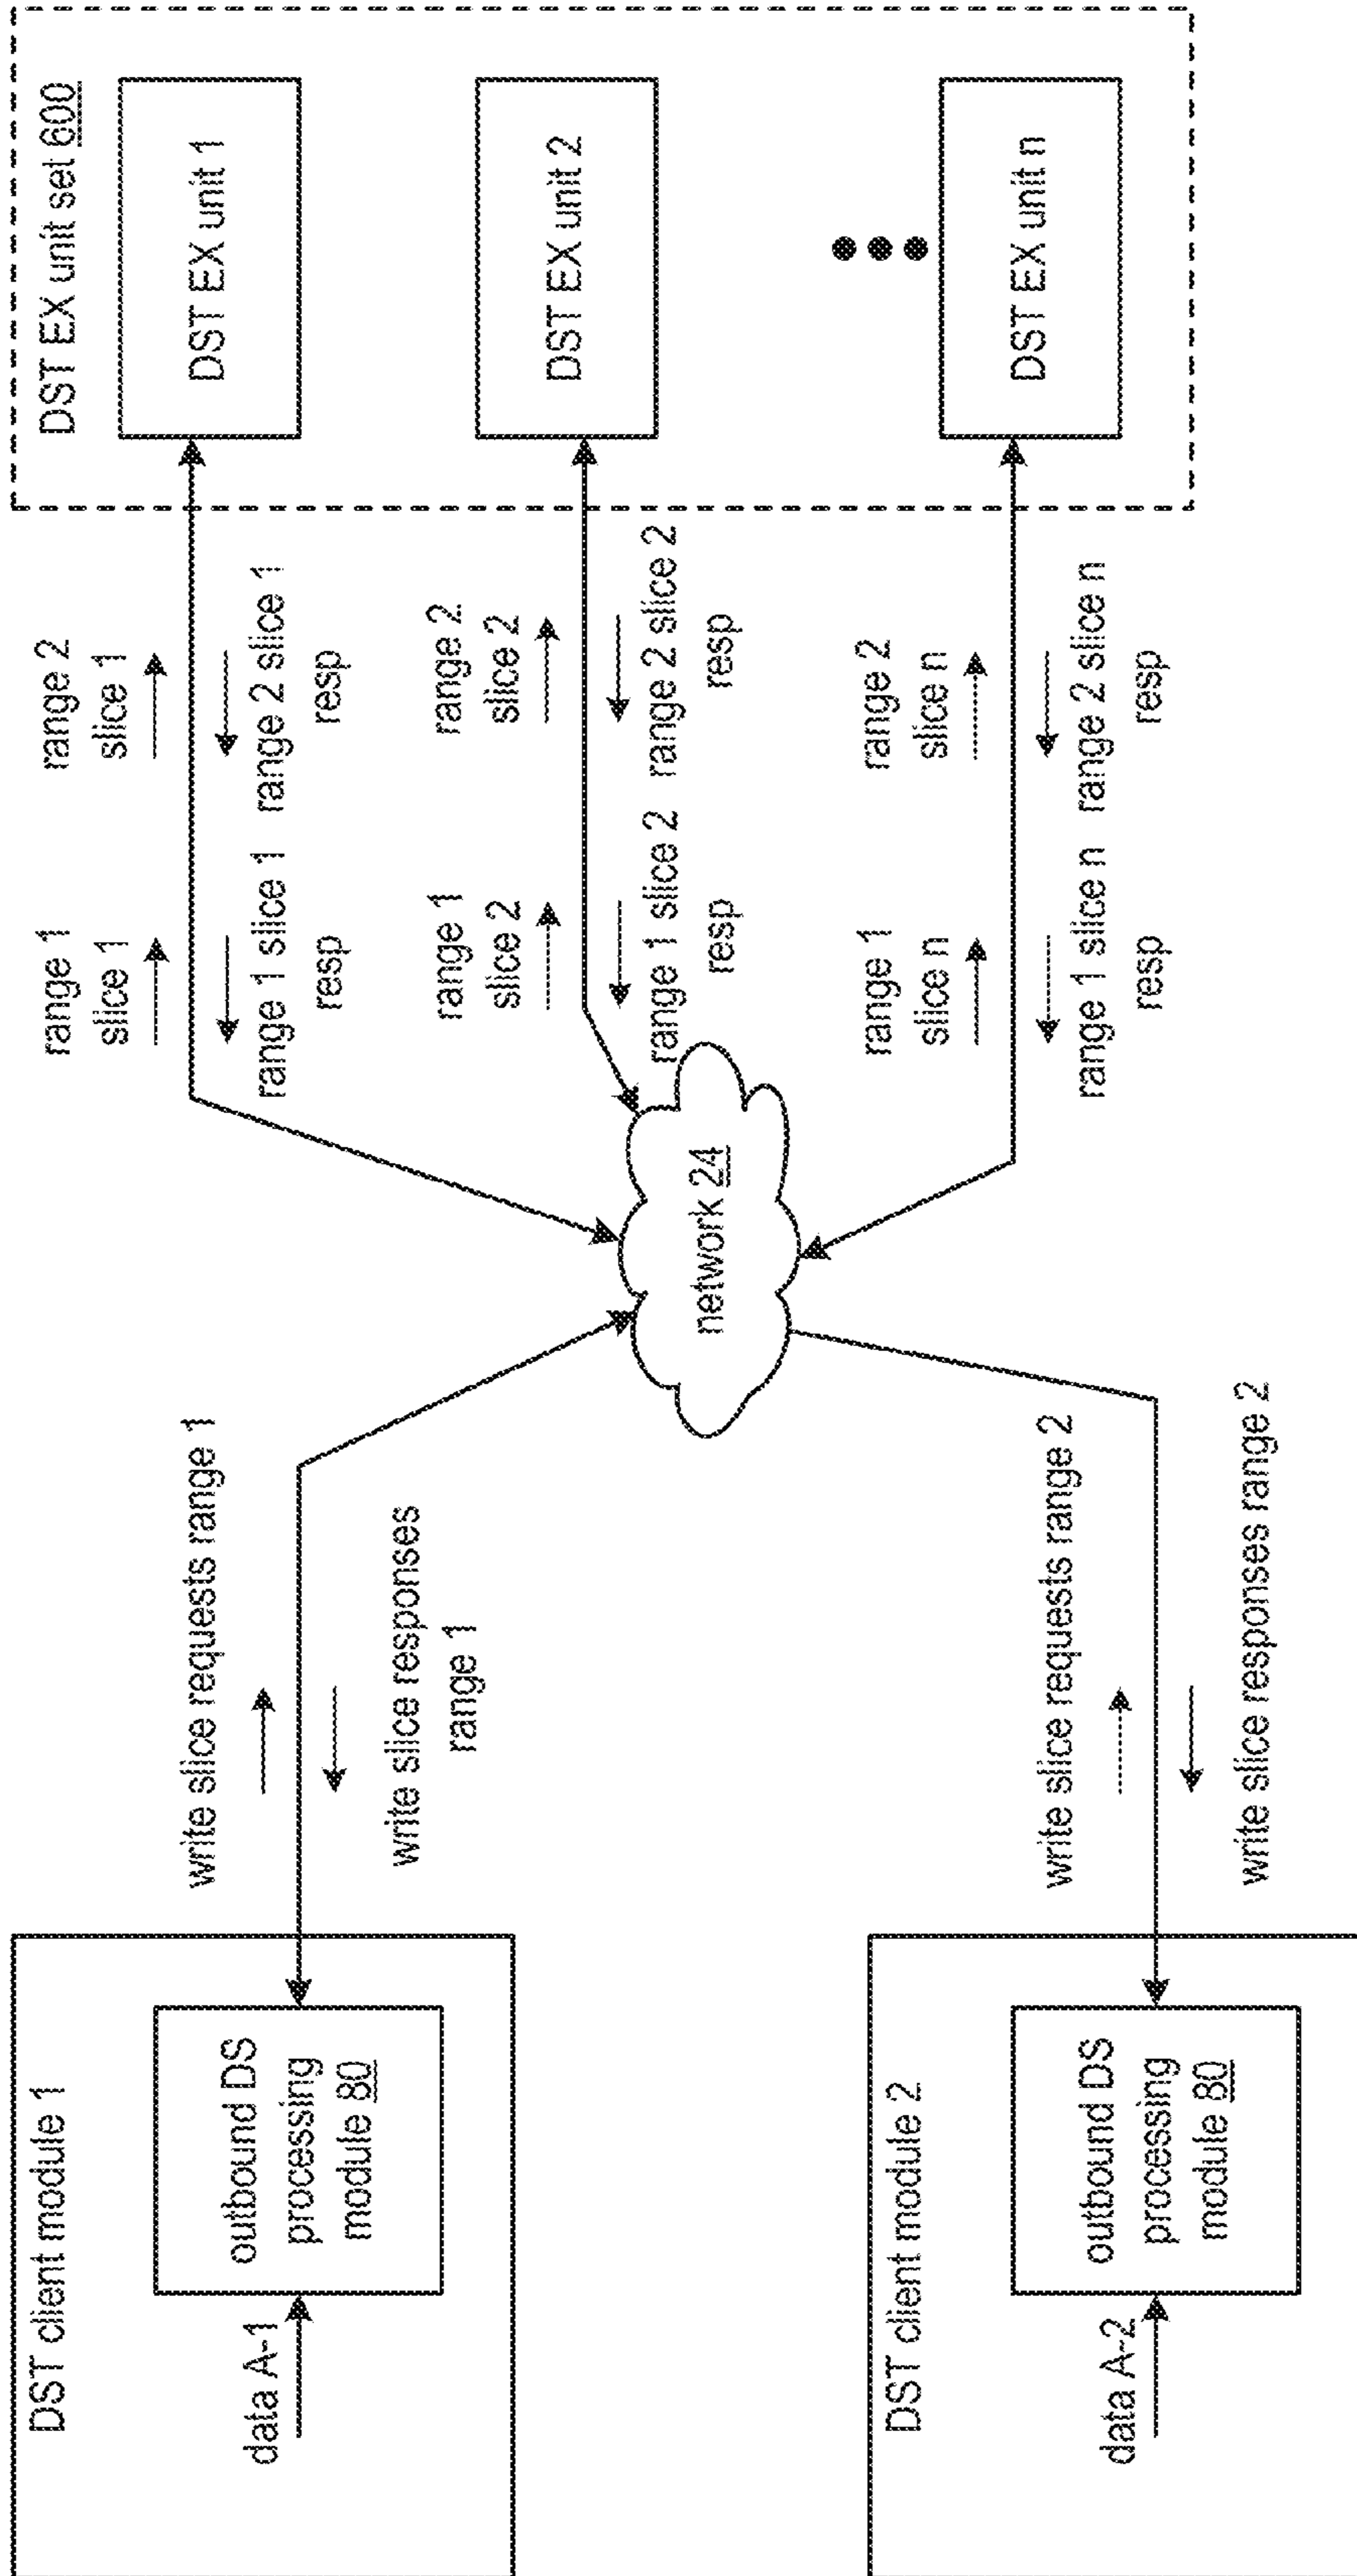 DST client module 1
data A-1
outbound DS
processing
module 80
write slice requests range 1
write slice responses
range 1
DST client module 2
data A-2
outbound DS
processing
module 80
write slice requests range 2
write slice responses range 2
network 24
range 1
slice 1
range 2
slice 1
range 1 slice 1
resp
range 2 slice 1
resp
range 1
slice 2
range 2
slice 2
range 1 slice 2
resp
range 2 slice 2
resp
range 1
slice n
range 2
slice n
range 1 slice n
resp
range 2 slice n
resp
DST EX unit set 600
DST EX unit 1
DST EX unit 2
DST EX unit n